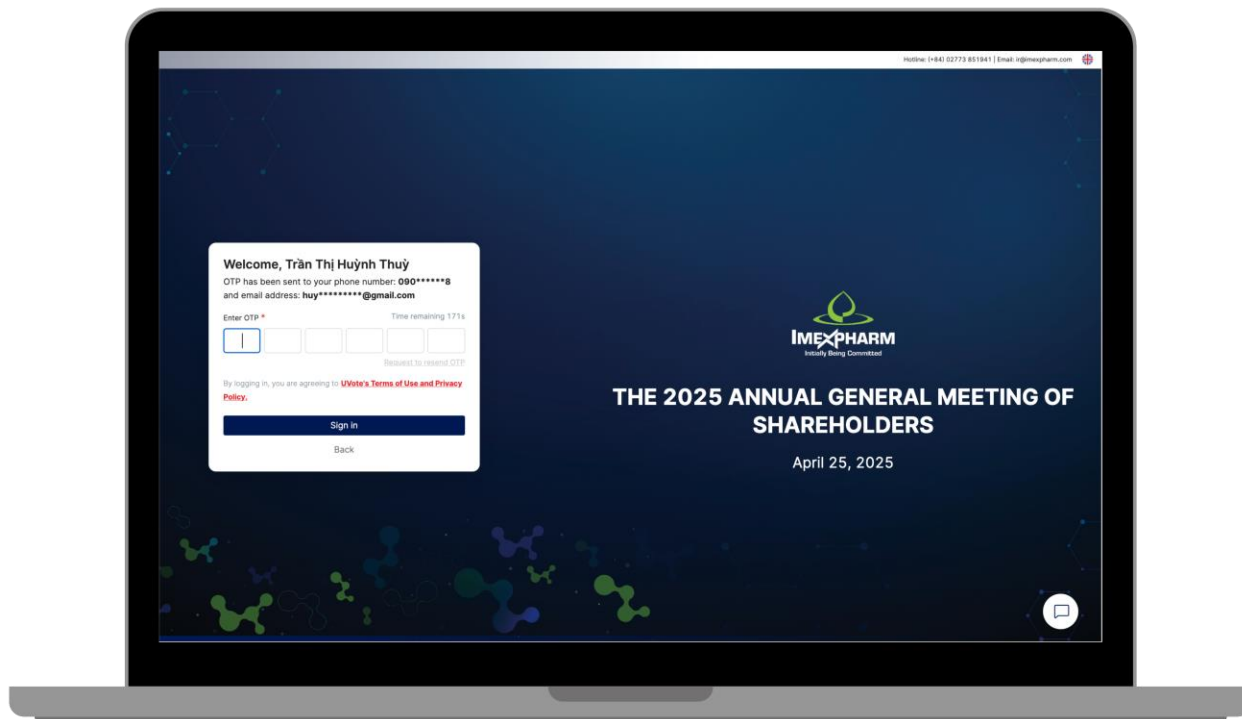 Hotline: (+84) 02773 851941 | Email: ir@imexpharm.com
Welcome, Trần Thị Huỳnh Thuỳ
OTP has been sent to your phone number: 090******8
and email address: huy*********@gmail.com
Enter OTP *
Time remaining 171s
Request to resend OTP
By logging in, you are agreeing to UVote's Terms of Use and Privacy
Policy.
Sign in
Back
IMEXPHARM
Initially Being Committed
THE 2025 ANNUAL GENERAL MEETING OF
SHAREHOLDERS
April 25, 2025